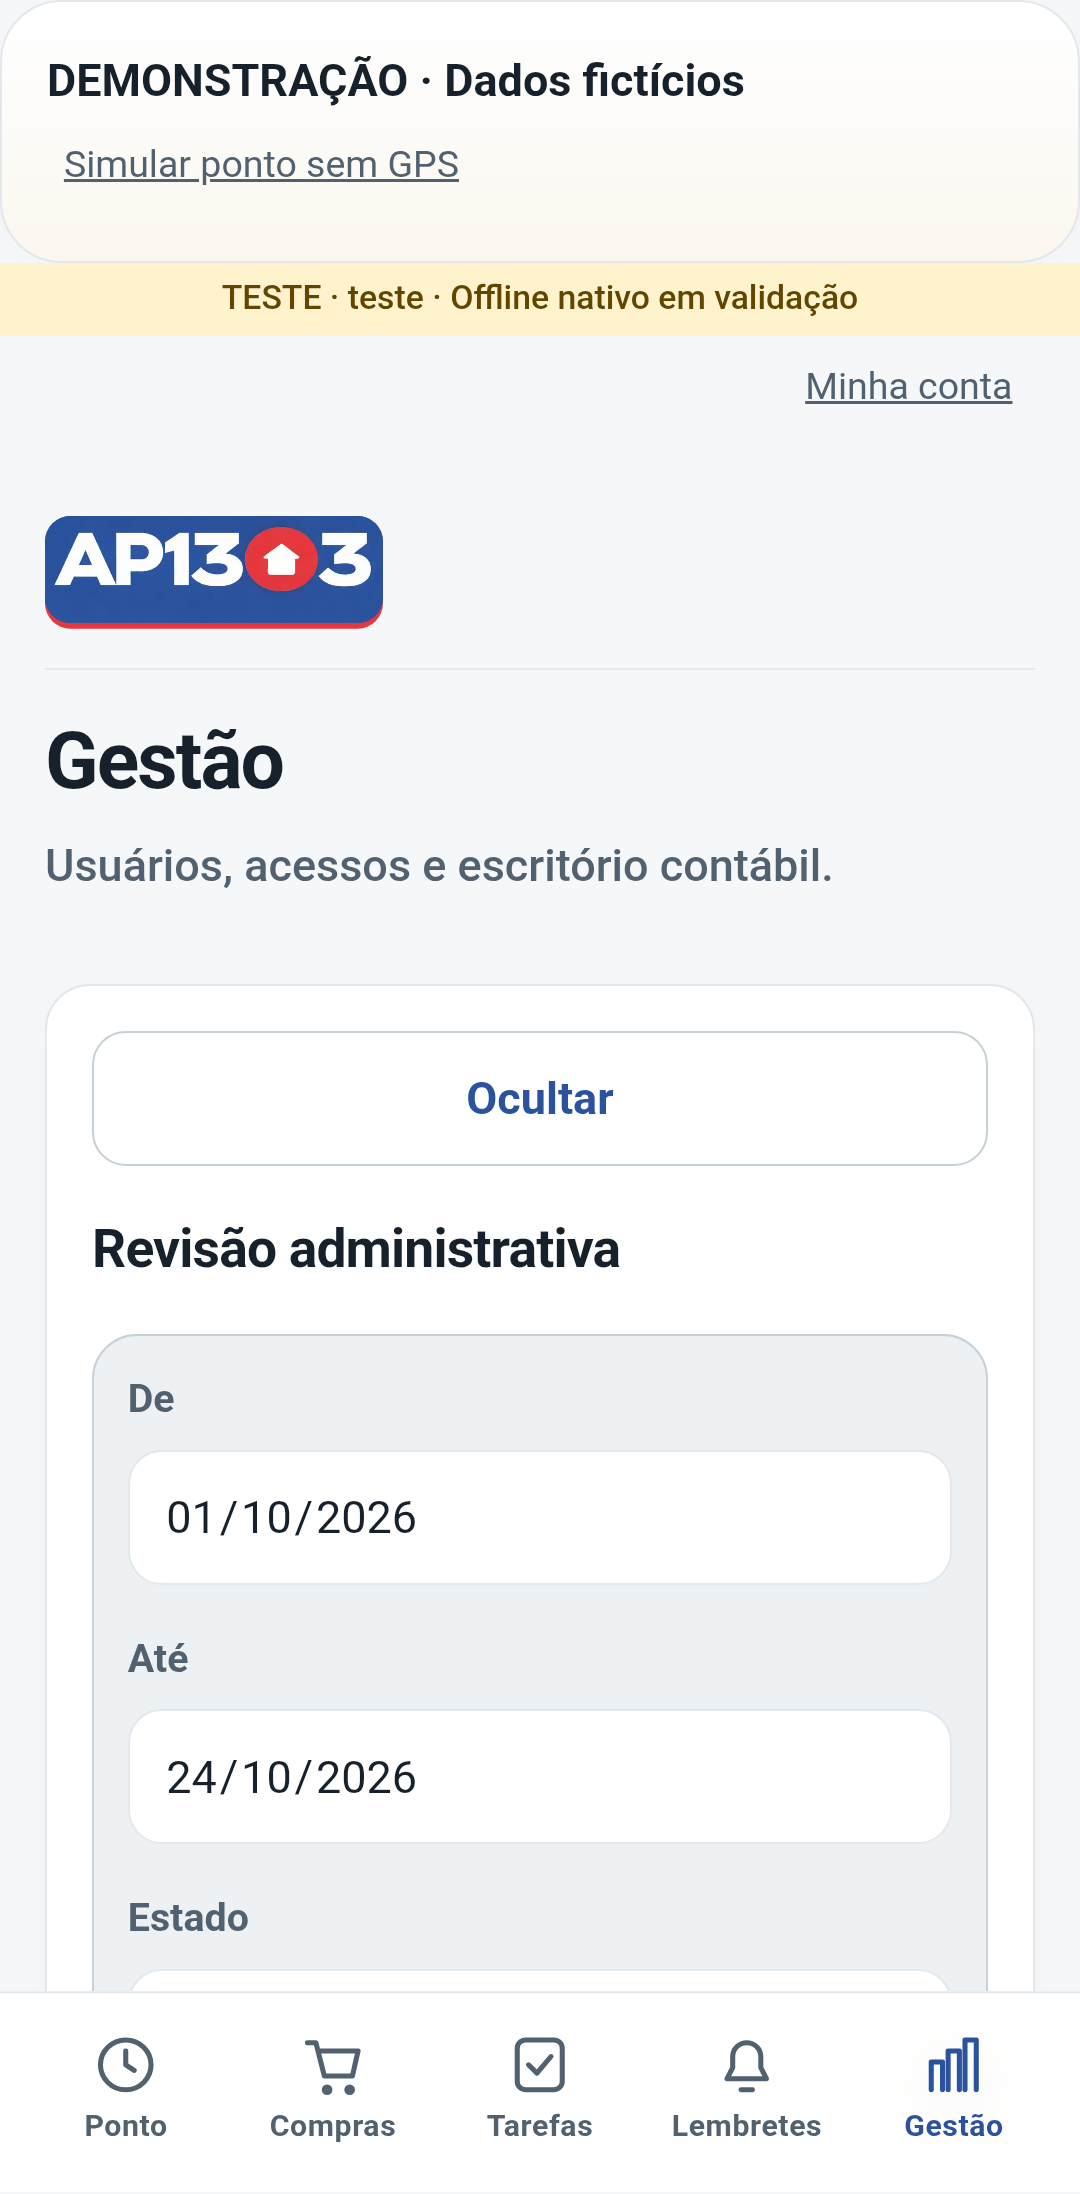 DEMONSTRAÇÃO · Dados fictícios
Simular ponto sem GPS
TESTE · teste · Offline nativo em validação
Minha conta
AP1303
Gestão
Usuários, acessos e escritório contábil.
Ocultar
Revisão administrativa
De
01/10/2026
Até
24/10/2026
Estado
Ponto
Compras
Tarefas
Lembretes
Gestão